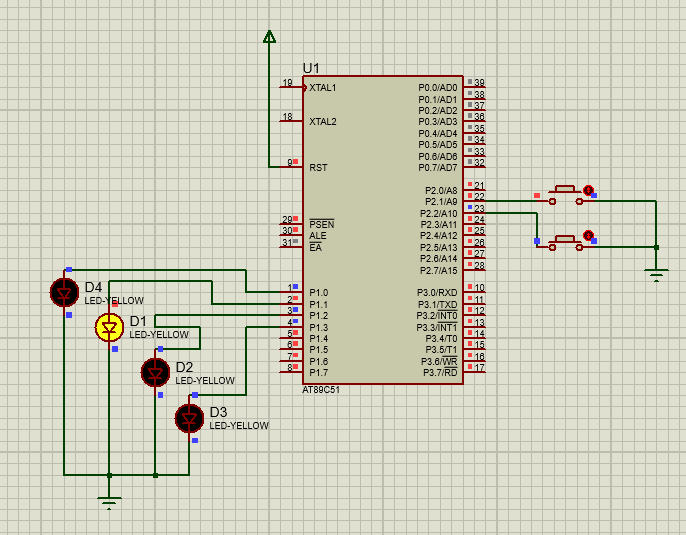 U1
19 XTAL1 P0.0/AD0 39
P0.1/AD1 38
P0.2/AD2 37
18 XTAL2 P0.3/AD3 36
P0.4/AD4 35
P0.5/AD5 34
P0.6/AD6 33
9 RST P0.7/AD7 32
P2.0/A8 21
P2.1/A9 22
P2.2/A10 23
29 PSEN P2.3/A11 24
30 ALE P2.4/A12 25
31 EA P2.5/A13 26
P2.6/A14 27
P2.7/A15 28
1 P1.0 P3.0/RXD 10
2 P1.1 P3.1/TXD 11
3 P1.2 P3.2/INT0 12
4 P1.3 P3.3/INT1 13
5 P1.4 P3.4/T0 14
6 P1.5 P3.5/T1 15
7 P1.6 P3.6/WR 16
8 P1.7 P3.7/RD 17
AT89C51
D4
LED-YELLOW
D1
LED-YELLOW
D2
LED-YELLOW
D3
LED-YELLOW